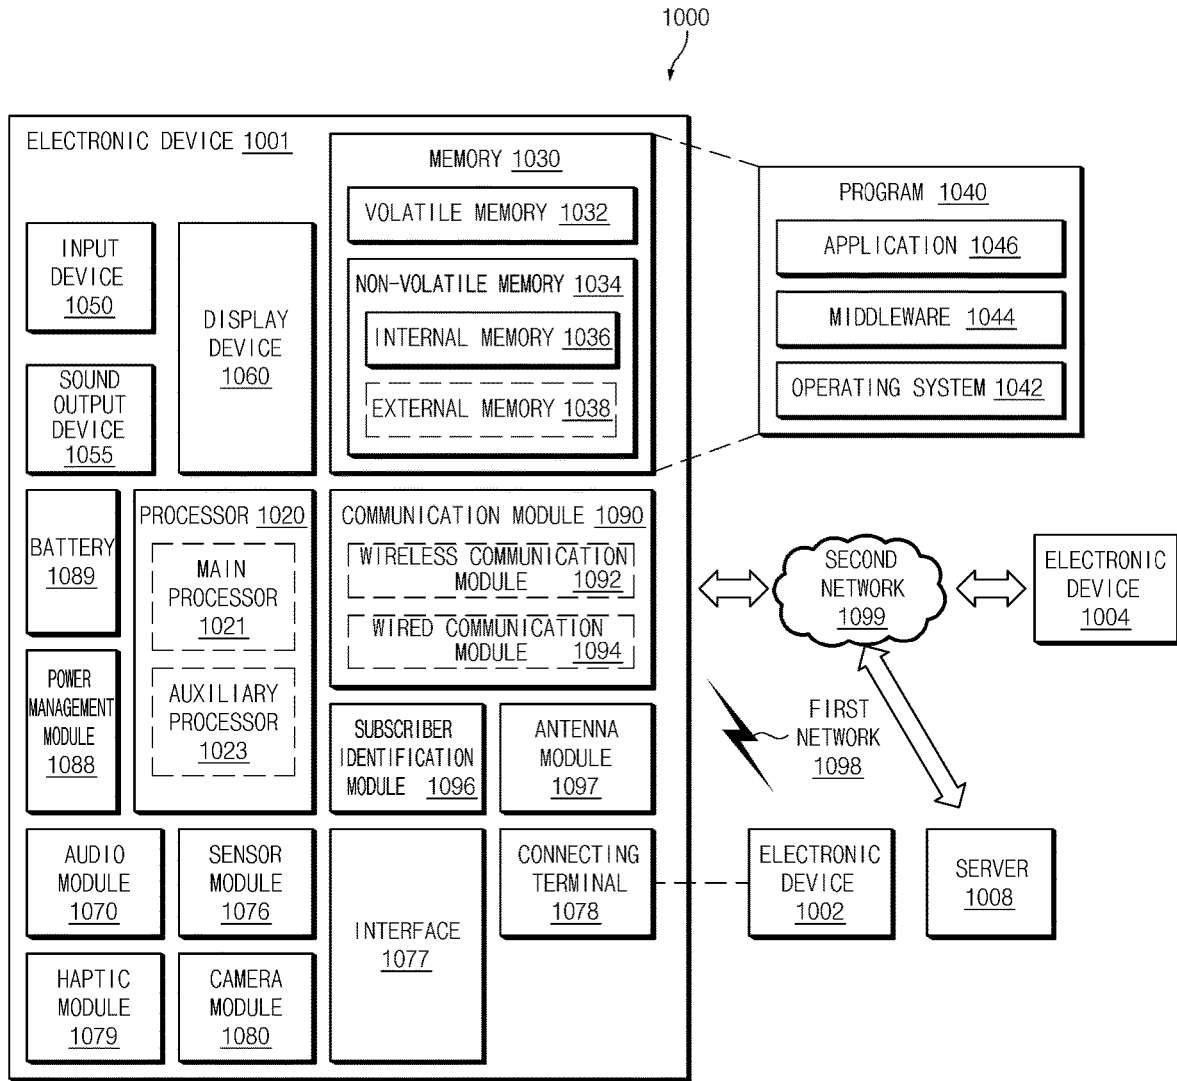 1000
ELECTRONIC DEVICE 1001
MEMORY 1030
VOLATILE MEMORY 1032
NON-VOLATILE MEMORY 1034
INTERNAL MEMORY 1036
EXTERNAL MEMORY 1038
PROGRAM 1040
APPLICATION 1046
MIDDLEWARE 1044
OPERATING SYSTEM 1042
INPUT
DEVICE
1050
DISPLAY
DEVICE
1060
SOUND
OUTPUT
DEVICE
1055
BATTERY
1089
PROCESSOR 1020
MAIN
PROCESSOR
1021
AUXILIARY
PROCESSOR
1023
COMMUNICATION MODULE 1090
WIRELESS COMMUNICATION
MODULE 1092
WIRED COMMUNICATION
MODULE 1094
SECOND
NETWORK
1099
ELECTRONIC
DEVICE
1004
POWER
MANAGEMENT
MODULE
1088
SUBSCRIBER
IDENTIFICATION
MODULE 1096
ANTENNA
MODULE
1097
FIRST
NETWORK
1098
AUDIO
MODULE
1070
SENSOR
MODULE
1076
INTERFACE
1077
CONNECTING
TERMINAL
1078
ELECTRONIC
DEVICE
1002
SERVER
1008
HAPTIC
MODULE
1079
CAMERA
MODULE
1080